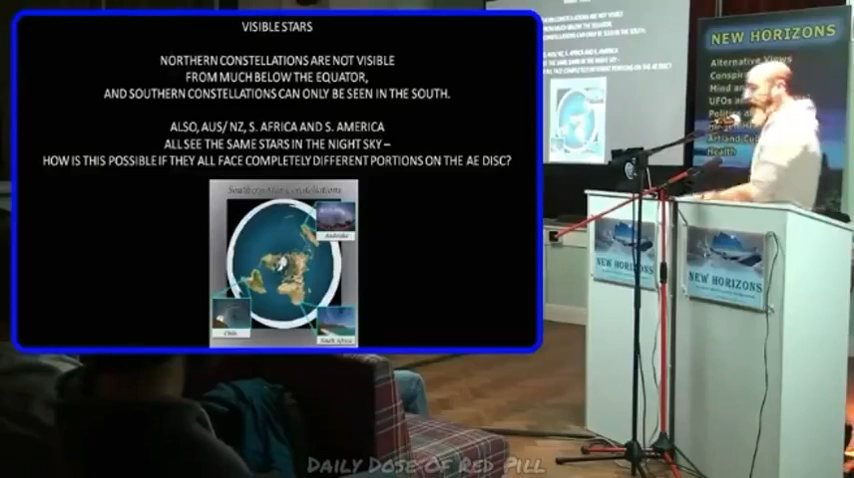 VISIBLE STARS
NORTHERN CONSTELLATIONS ARE NOT VISIBLE
FROM MUCH BELOW THE EQUATOR,
AND SOUTHERN CONSTELLATIONS CAN ONLY BE SEEN IN THE SOUTH.
ALSO, AUS/ NZ, S. AFRICA AND S. AMERICA
ALL SEE THE SAME STARS IN THE NIGHT SKY –
HOW IS THIS POSSIBLE IF THEY ALL FACE COMPLETELY DIFFERENT PORTIONS ON THE AE DISC?
Constellations
Australia
Chile
South Africa
NEW HORIZONS
Alternative Views
Mind
UFOs
Health
NEW HORIZONS
NEW HORIZONS
DAILY DOSE OF RED PILL